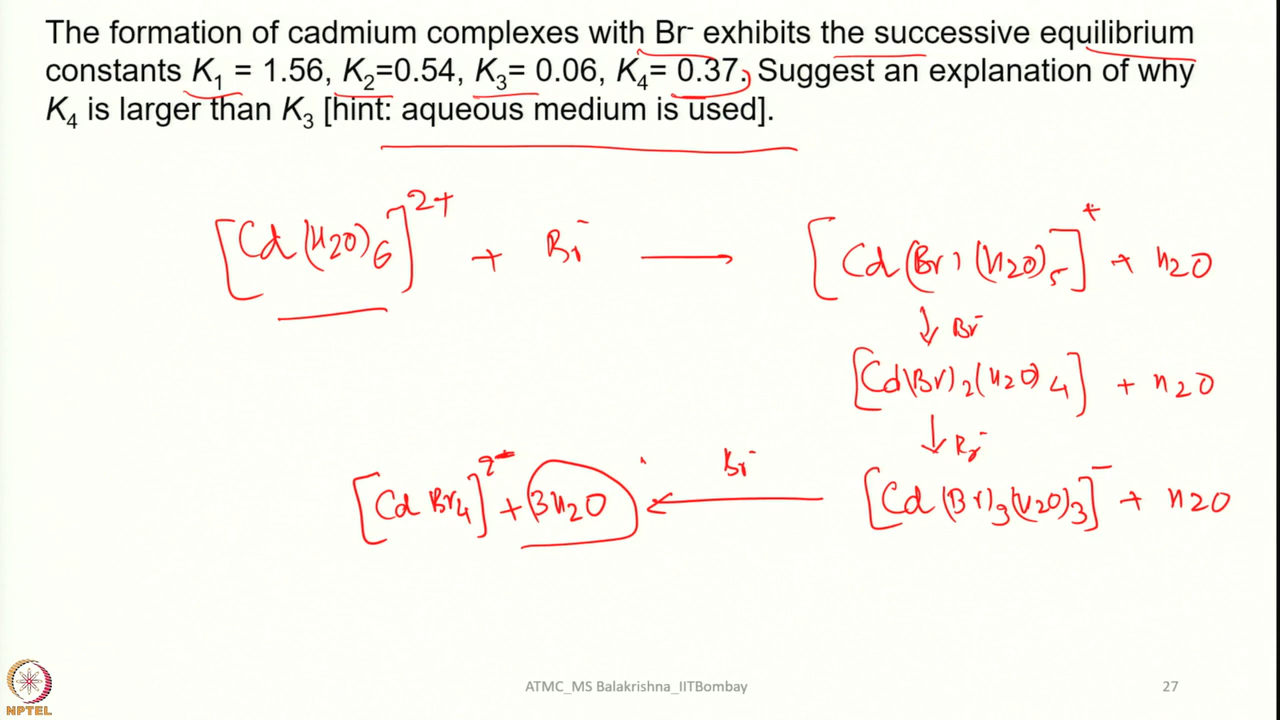 The formation of cadmium complexes with Br⁻ exhibits the successive equilibrium
constants K₁ = 1.56, K₂=0.54, K₃= 0.06, K₄= 0.37. Suggest an explanation of why
K₄ is larger than K₃ [hint: aqueous medium is used].
[Cd(H2O)6]²⁺ + Br⁻ ⟶ [Cd(Br)(H2O)5]⁺ + H2O
↓ Br⁻
[Cd(Br)2(H2O)4] + H2O
↓ Br⁻
[CdBr4]²⁻ + 3H2O ⟵ Br⁻ [Cd(Br)3(H2O)3]⁻ + H2O
NPTEL
ATMC_MS Balakrishna_IITBombay
27